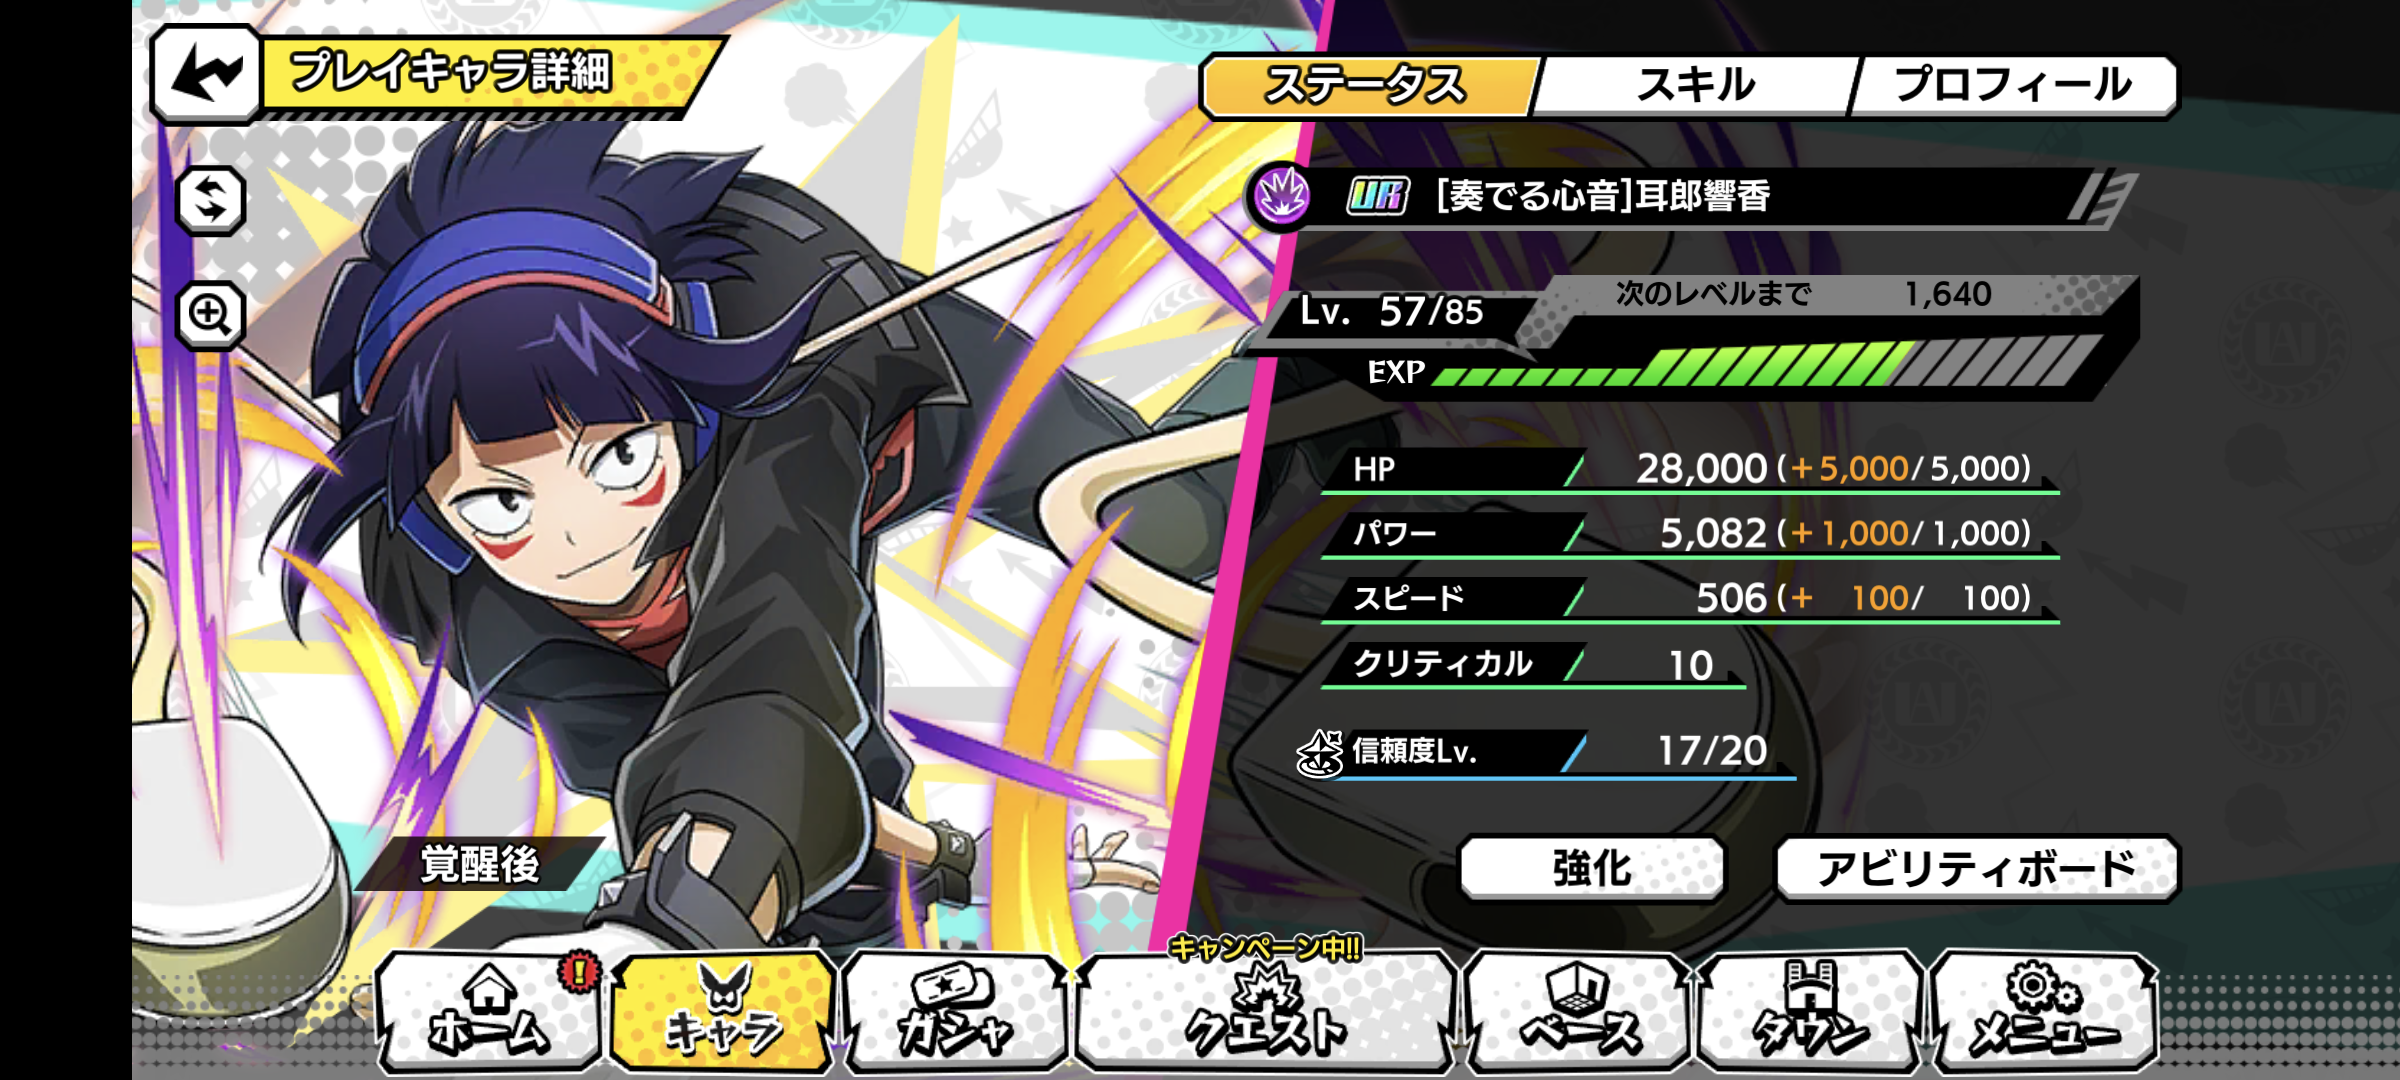 プレイキャラ詳細
ステータス
スキル
プロフィール
UR [奏でる心音]耳郎響香
次のレベルまで 1,640
Lv. 57/85
EXP
HP 28,000(+5,000/5,000)
パワー 5,082(+1,000/1,000)
スピード 506(+ 100/ 100)
クリティカル 10
信頼度Lv. 17/20
覚醒後
強化
アビリティボード
キャンペーン中!!
ホーム
キャラ
ガシャ
クエスト
ベース
タウン
メニュー